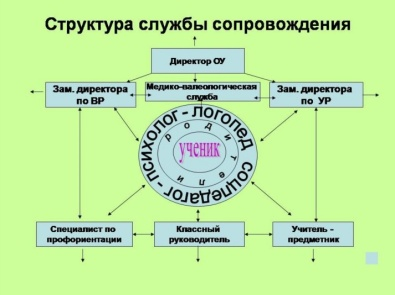 Структура службы сопровождения
Директор ОУ
Зам. директора
по ВР
Медико-валеологическая
служба
Зам. директора
по УР
ПСИХОЛОГ - ЛОГОПЕД СОЦПЕДАГОГ -
родители
ученик
Специалист по
профориентации
Классный
руководитель
Учитель -
предметник